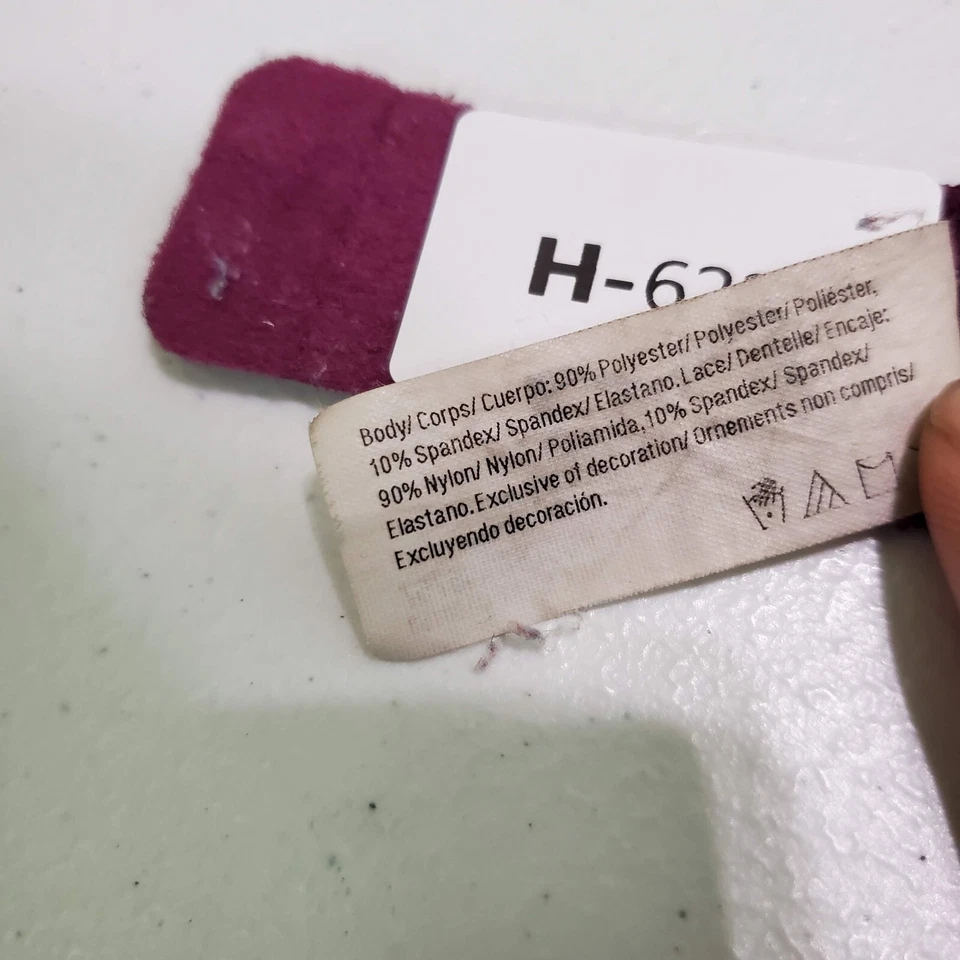 H-62
Body/ Corps/ Cuerpo: 90% Polyester/ Polyester/ Poliéster,
10% Spandex/ Spandex/ Elastano.Lace/ Dentelle/ Encaje:
90% Nylon/ Nylon/ Poliamida,10% Spandex/ Spandex/
Elastano.Exclusive of decoration/ Ornements non compris/
Excluyendo decoración.